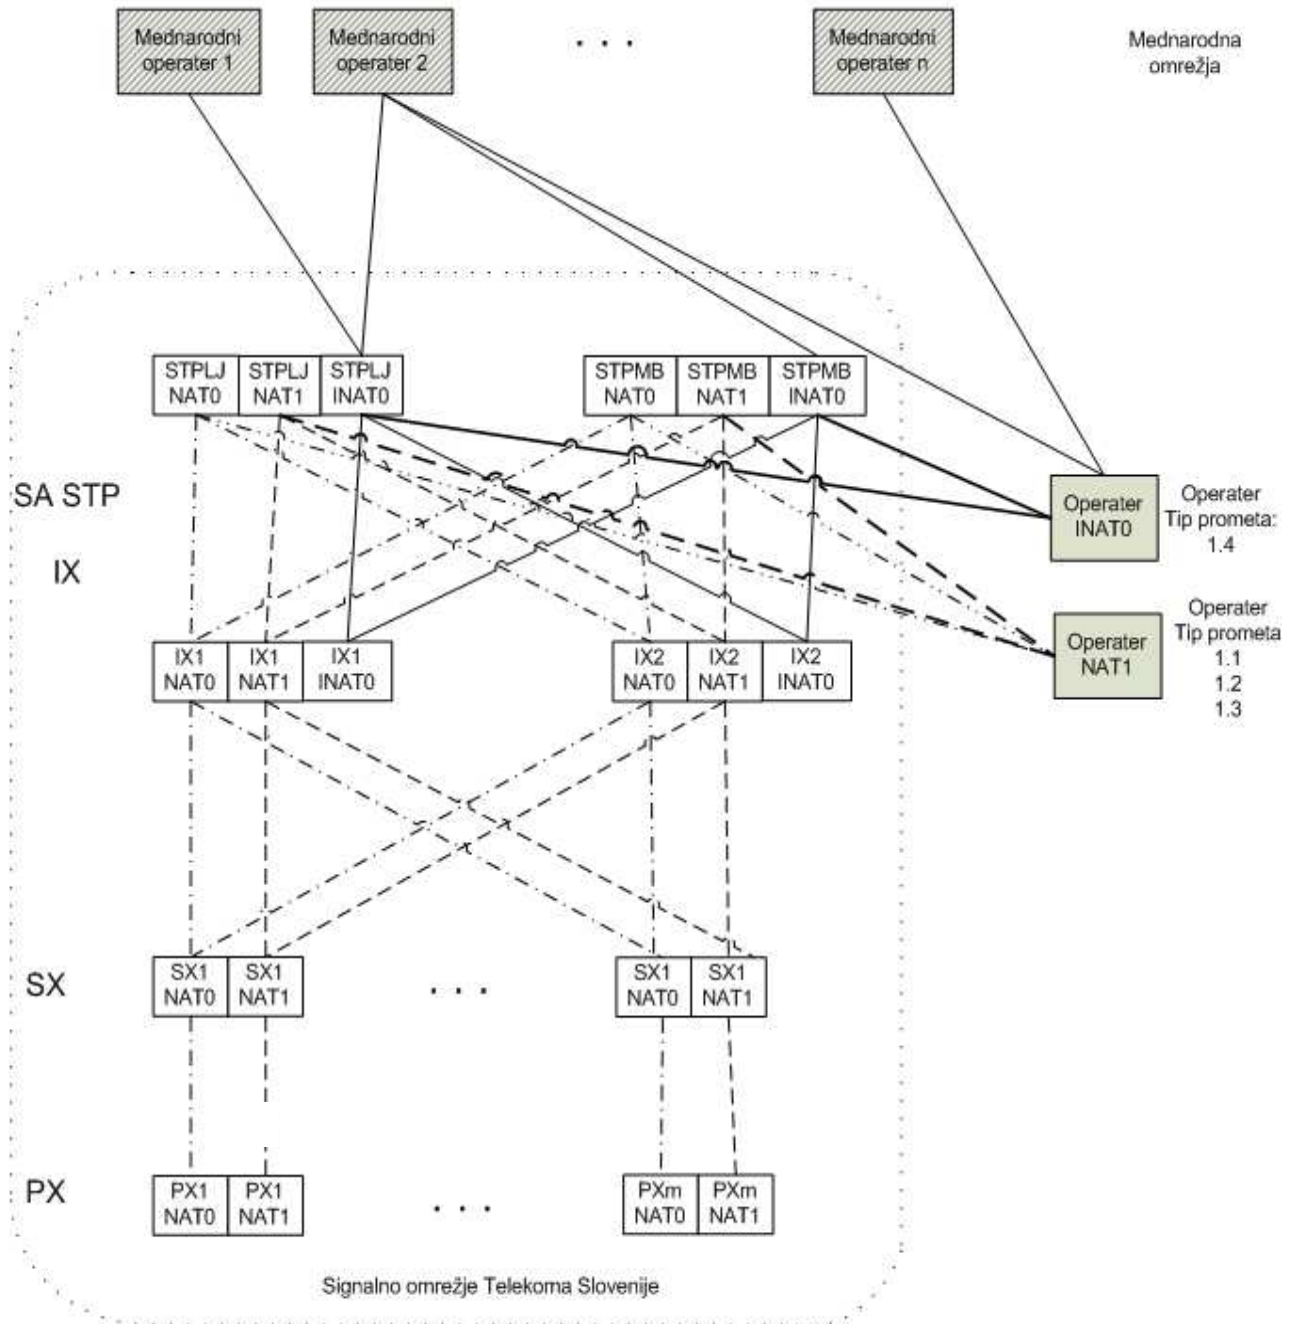 Mednarodni
operater 1
Mednarodni
operater 2
. . .
Mednarodni
operater n
Mednarodna
omrežja
STPLJ
NAT0
STPLJ
NAT1
STPLJ
INAT0
STPMB
NAT0
STPMB
NAT1
STPMB
INAT0
SA STP
IX
Operater
INAT0
Operater
Tip prometa:
1.4
Operater
NAT1
Operater
Tip prometa
1.1
1.2
1.3
IX1
NAT0
IX1
NAT1
IX1
INAT0
IX2
NAT0
IX2
NAT1
IX2
INAT0
SX
SX1
NAT0
SX1
NAT1
. . .
SX1
NAT0
SX1
NAT1
PX
PX1
NAT0
PX1
NAT1
. . .
PXm
NAT0
PXm
NAT1
Signalno omrežje Telekoma Slovenije